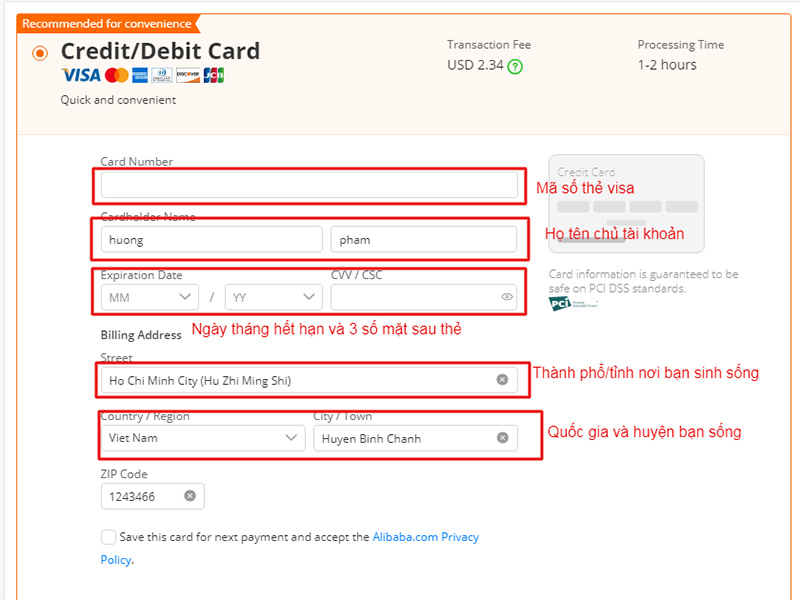 Recommended for convenience
Credit/Debit Card
Transaction Fee
Processing Time
USD 2.34 ?
1-2 hours
VISA DISCOVER JCB
Quick and convenient
Card Number
Credit Card
Mã số thẻ visa
Cardholder Name
huong
pham
Họ tên chủ tài khoản
Expiration Date
CVV / CSC
MM / YY
Card information is guaranteed to be
safe on PCI DSS standards.
PCI
Ngày tháng hết hạn và 3 số mặt sau thẻ
Billing Address
Street
Ho Chi Minh City (Hu Zhi Ming Shi)
Thành phố/tỉnh nơi bạn sinh sống
Country / Region
City / Town
Viet Nam
Huyen Binh Chanh
Quốc gia và huyện bạn sống
ZIP Code
1243466
Save this card for next payment and accept the Alibaba.com Privacy
Policy.